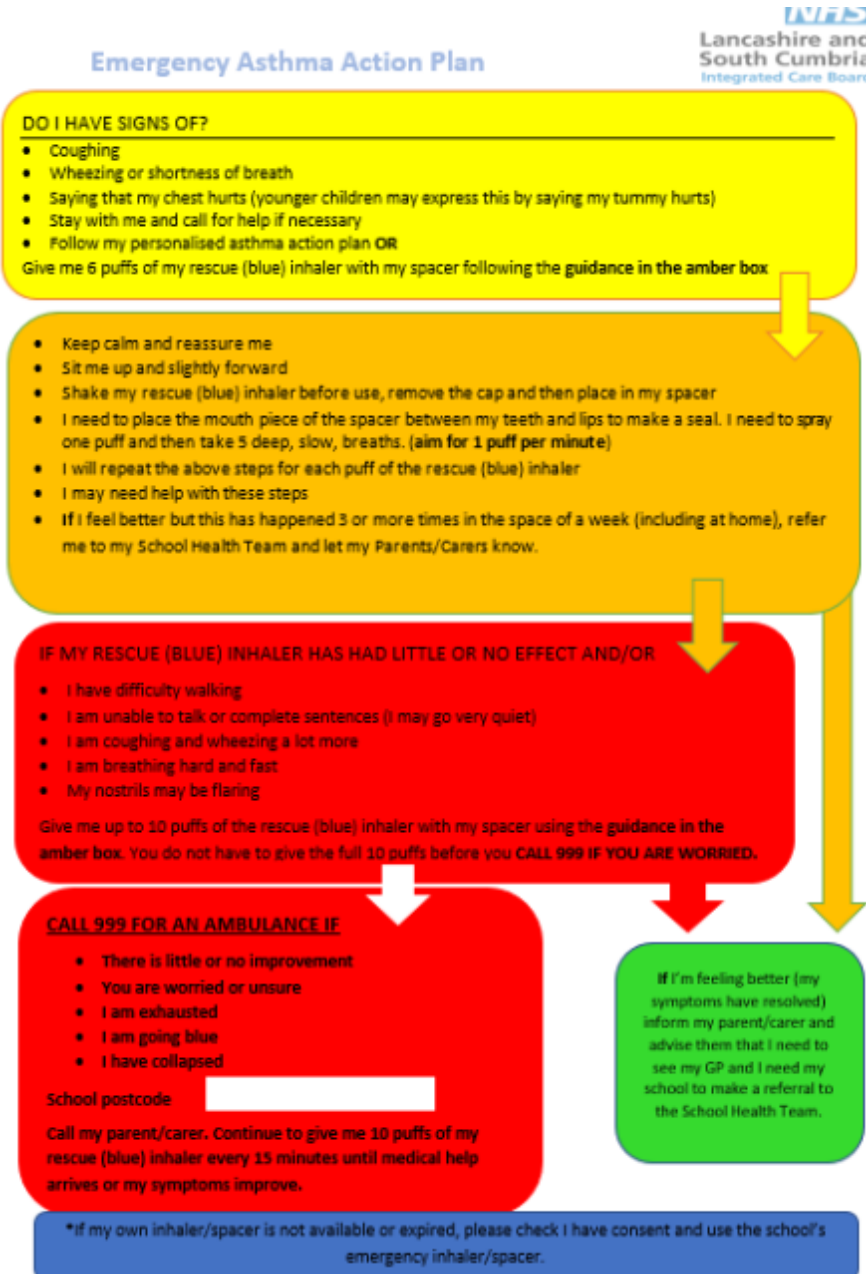 NHS
Lancashire and
South Cumbria
Integrated Care Board
Emergency Asthma Action Plan
DO I HAVE SIGNS OF?
• Coughing
• Wheezing or shortness of breath
• Saying that my chest hurts (younger children may express this by saying my tummy hurts)
• Stay with me and call for help if necessary
• Follow my personalised asthma action plan OR
Give me 6 puffs of my rescue (blue) inhaler with my spacer following the guidance in the amber box
• Keep calm and reassure me
• Sit me up and slightly forward
• Shake my rescue (blue) inhaler before use, remove the cap and then place in my spacer
• I need to place the mouth piece of the spacer between my teeth and lips to make a seal. I need to spray
one puff and then take 5 deep, slow, breaths. (aim for 1 puff per minute)
• I will repeat the above steps for each puff of the rescue (blue) inhaler
• I may need help with these steps
• If I feel better but this has happened 3 or more times in the space of a week (including at home), refer
me to my School Health Team and let my Parents/Carers know.
IF MY RESCUE (BLUE) INHALER HAS HAD LITTLE OR NO EFFECT AND/OR
• I have difficulty walking
• I am unable to talk or complete sentences (I may go very quiet)
• I am coughing and wheezing a lot more
• I am breathing hard and fast
• My nostrils may be flaring
Give me up to 10 puffs of the rescue (blue) inhaler with my spacer using the guidance in the
amber box. You do not have to give the full 10 puffs before you CALL 999 IF YOU ARE WORRIED.
CALL 999 FOR AN AMBULANCE IF
• There is little or no improvement
• You are worried or unsure
• I am exhausted
• I am going blue
• I have collapsed
School postcode
Call my parent/carer. Continue to give me 10 puffs of my
rescue (blue) inhaler every 15 minutes until medical help
arrives or my symptoms improve.
If I'm feeling better (my
symptoms have resolved)
inform my parent/carer and
advise them that I need to
see my GP and I need my
school to make a referral to
the School Health Team.
*If my own inhaler/spacer is not available or expired, please check I have consent and use the school's
emergency inhaler/spacer.